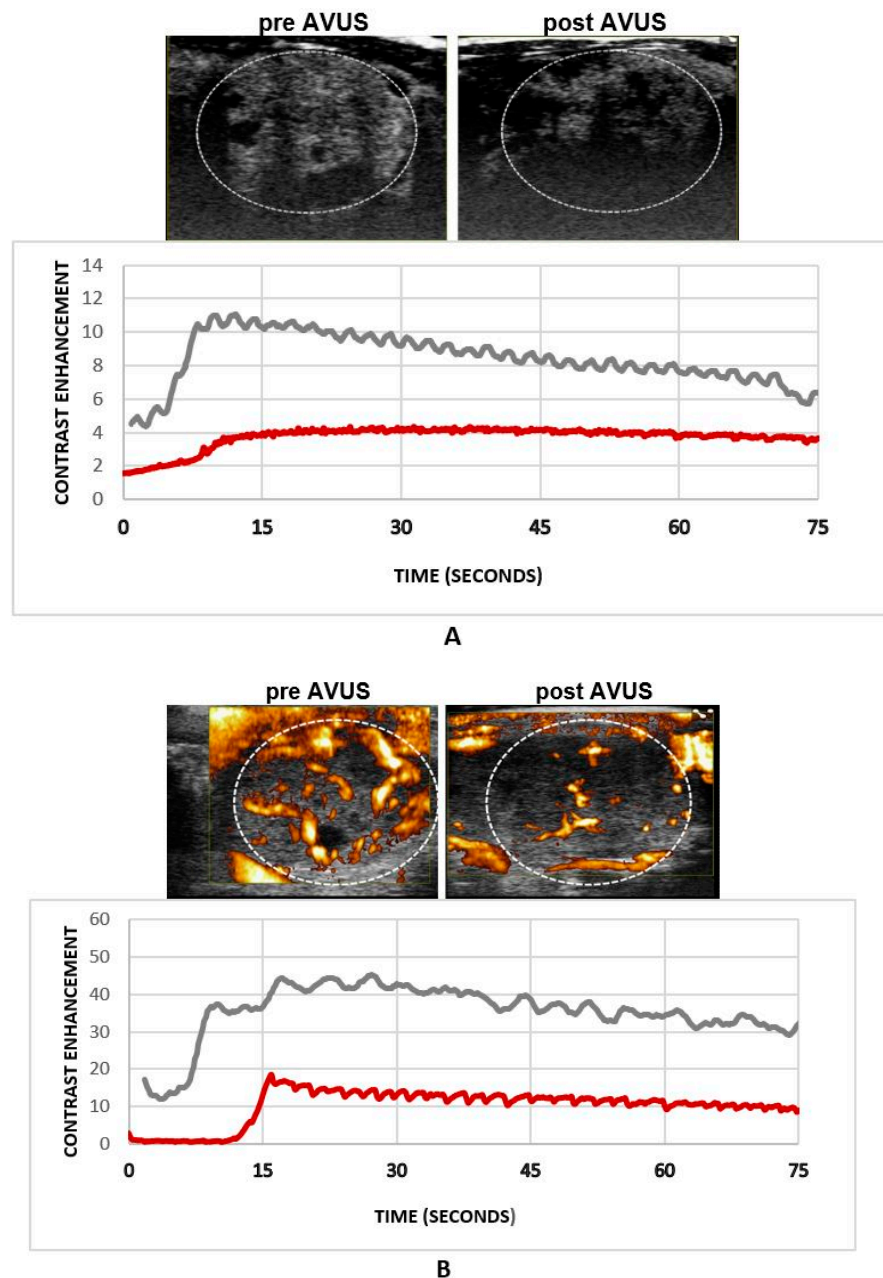 pre AVUS post AVUS
CONTRAST ENHANCEMENT
14
12
10
8
6
4
2
0
0 15 30 45 60 75
TIME (SECONDS)
A
pre AVUS post AVUS
CONTRAST ENHANCEMENT
60
50
40
30
20
10
0
0 15 30 45 60 75
TIME (SECONDS)
B